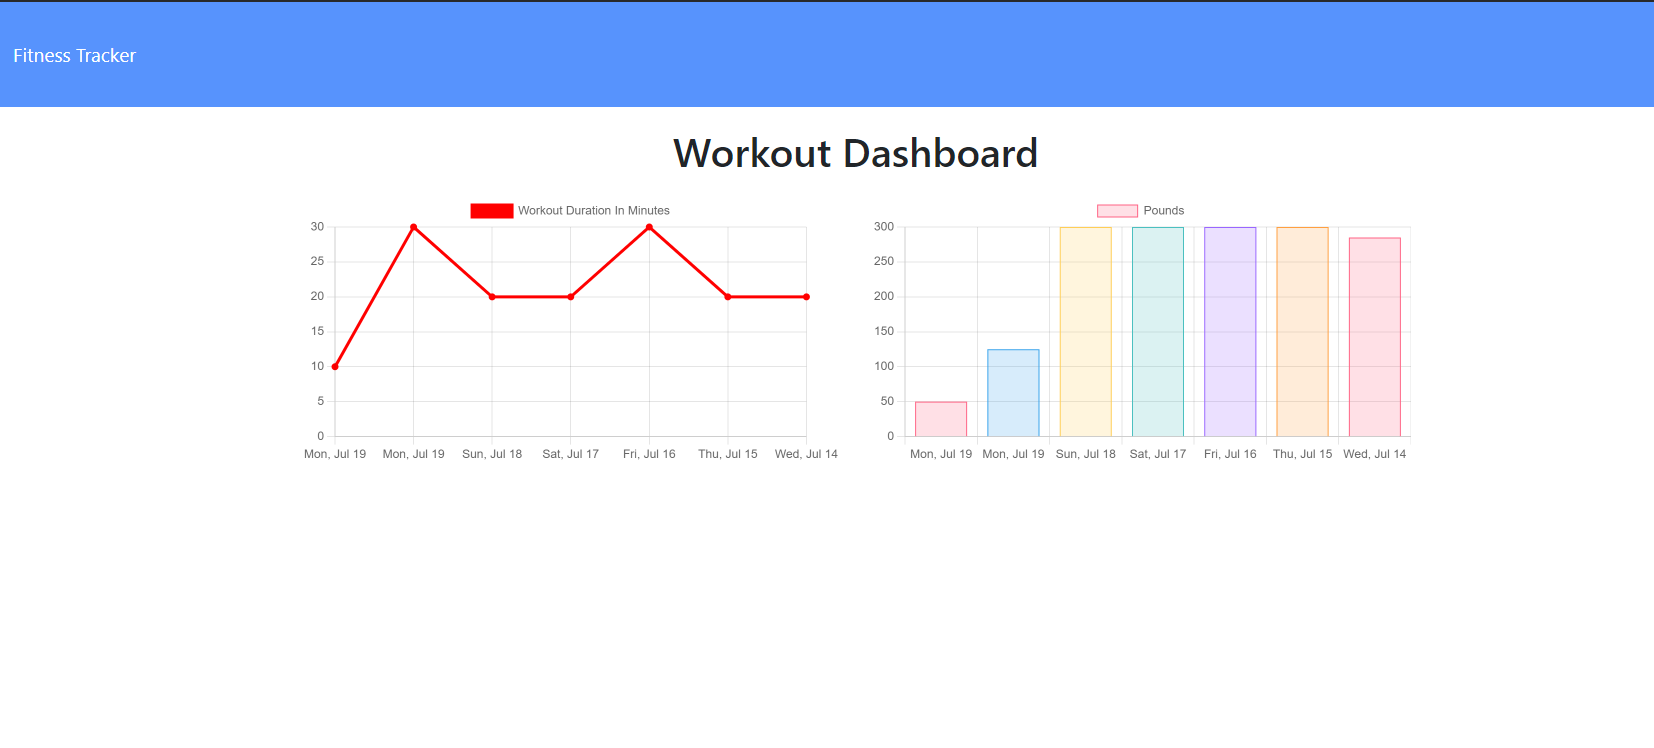 Fitness Tracker
Workout Dashboard
Workout Duration In Minutes
30
25
20
15
10
5
0
Mon, Jul 19 Mon, Jul 19 Sun, Jul 18 Sat, Jul 17 Fri, Jul 16 Thu, Jul 15 Wed, Jul 14
Pounds
300
250
200
150
100
50
0
Mon, Jul 19 Mon, Jul 19 Sun, Jul 18 Sat, Jul 17 Fri, Jul 16 Thu, Jul 15 Wed, Jul 14